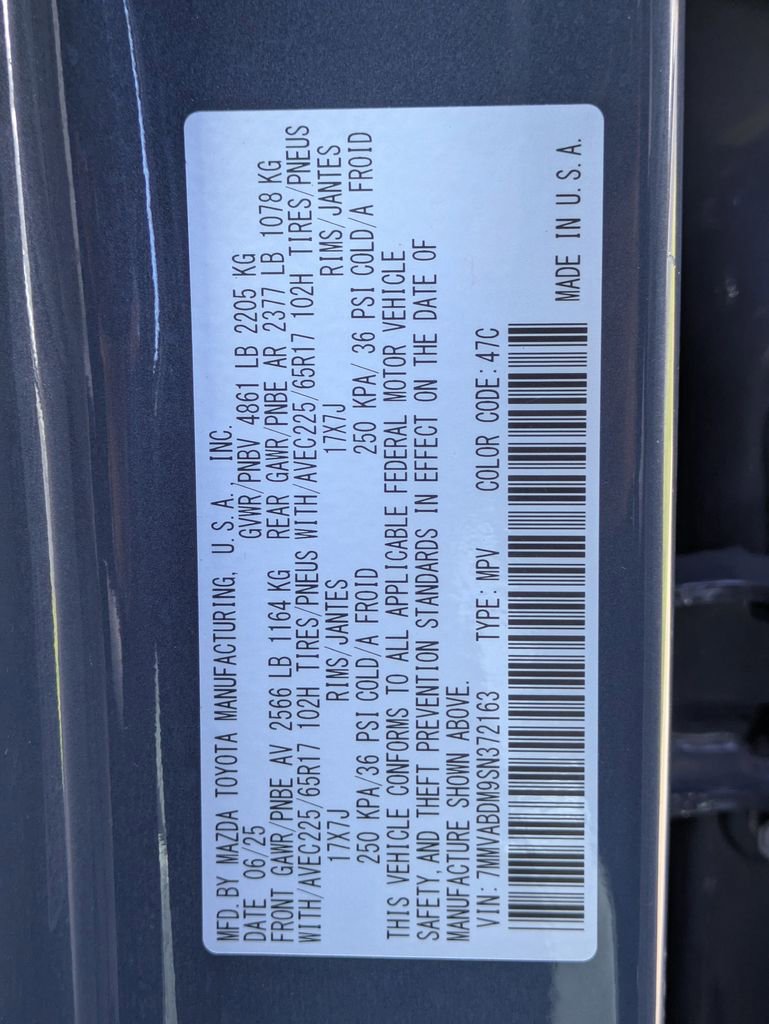 MFD. BY MAZDA TOYOTA MANUFACTURING, U. S. A., INC.
DATE 06/25 GVWR/PNBV 4861 LB 2205 KG
FRONT GAWR/PNBE AV 2566 LB 1164 KG REAR GAWR/PNBE AR 2377 LB 1078 KG
WITH/AVEC225/65R17 102H TIRES/PNEUS WITH/AVEC225/65R17 102H TIRES/PNEUS
17X7J RIMS/JANTES 17X7J RIMS/JANTES
250 KPA/36 PSI COLD/A FROID 250 KPA/ 36 PSI COLD/A FROID
THIS VEHICLE CONFORMS TO ALL APPLICABLE FEDERAL MOTOR VEHICLE
SAFETY, AND THEFT PREVENTION STANDARDS IN EFFECT ON THE DATE OF
MANUFACTURE SHOWN ABOVE.
VIN: 7MMVABDM9SN372163 TYPE: MPV COLOR CODE: 47C
MADE IN U. S. A.